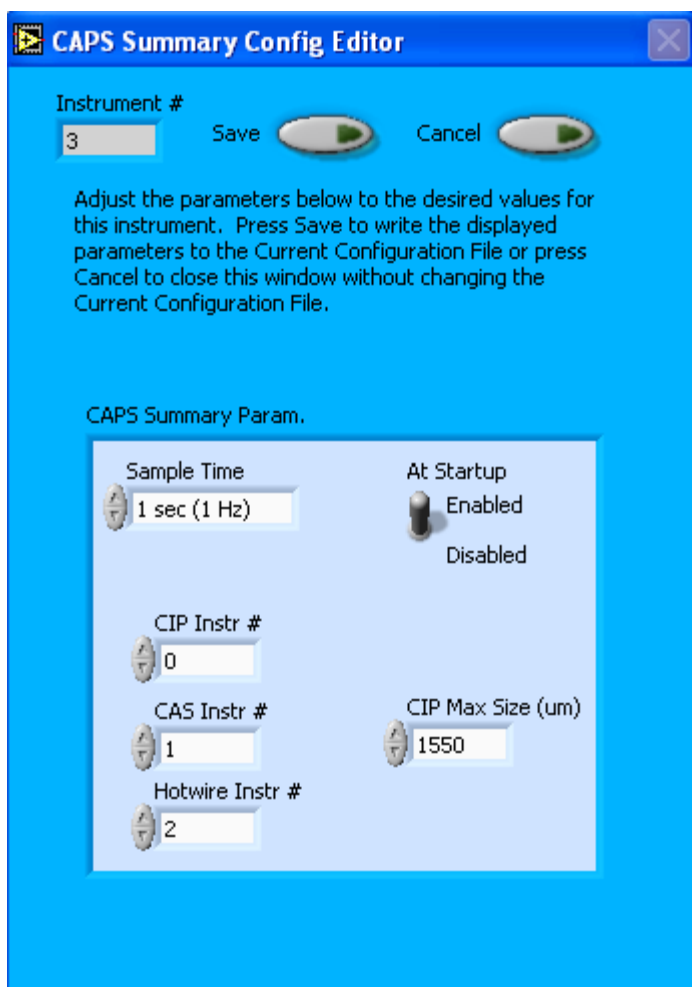 CAPS Summary Config Editor
Instrument #
3
Save
Cancel
Adjust the parameters below to the desired values for
this instrument. Press Save to write the displayed
parameters to the Current Configuration File or press
Cancel to close this window without changing the
Current Configuration File.
CAPS Summary Param.
Sample Time
1 sec (1 Hz)
At Startup
Enabled
Disabled
CIP Instr #
0
CAS Instr #
1
CIP Max Size (um)
1550
Hotwire Instr #
2